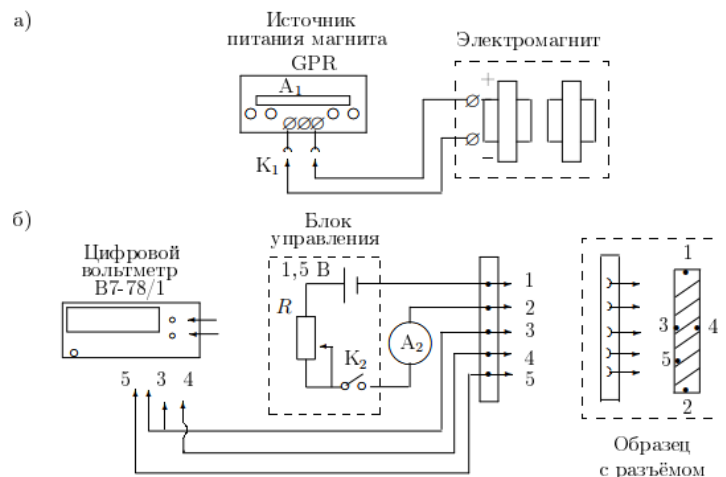 а)
Источник
питания магнита
GPR
A₁
K₁
Электромагнит
+
−
б)
Цифровой
вольтметр
В7-78/1
5 3 4
Блок
управления
1,5 В
R
K₂
A₂
1
2
3
4
5
1
3
4
5
2
Образец
с разъёмом